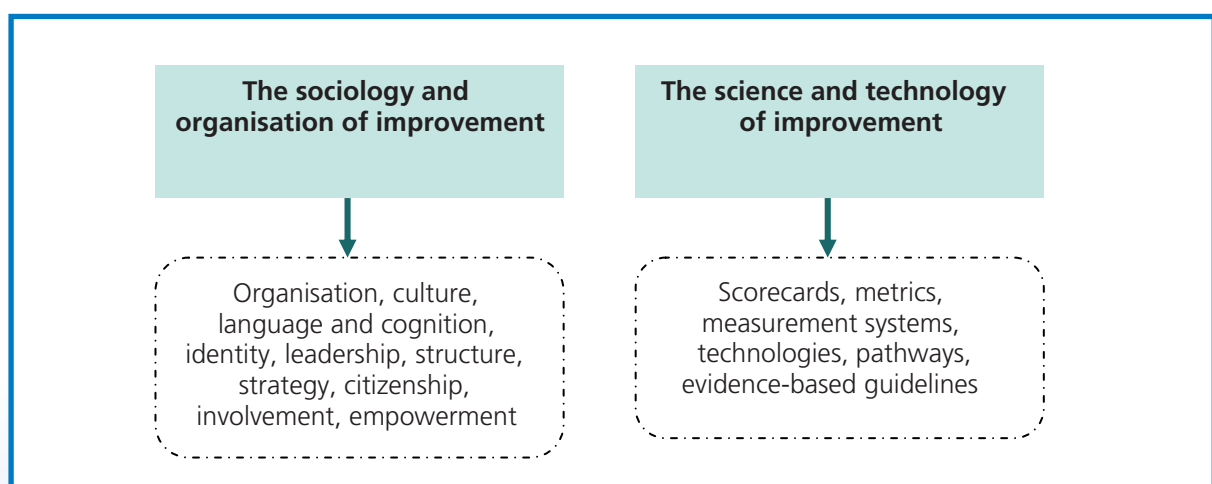 The sociology and
organisation of improvement
Organisation, culture,
language and cognition,
identity, leadership, structure,
strategy, citizenship,
involvement, empowerment
The science and technology
of improvement
Scorecards, metrics,
measurement systems,
technologies, pathways,
evidence-based guidelines